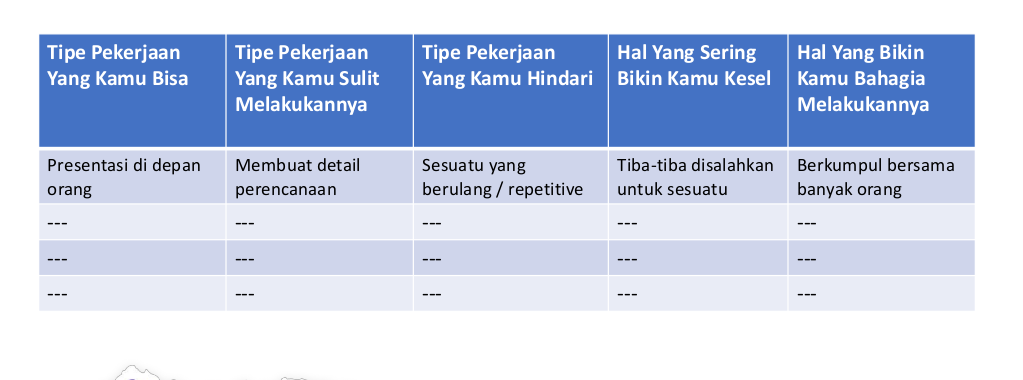 Tipe Pekerjaan
Yang Kamu Bisa
Tipe Pekerjaan
Yang Kamu Sulit
Melakukannya
Tipe Pekerjaan
Yang Kamu Hindari
Hal Yang Sering
Bikin Kamu Kesel
Hal Yang Bikin
Kamu Bahagia
Melakukannya
Presentasi di depan
orang
Membuat detail
perencanaan
Sesuatu yang
berulang / repetitive
Tiba-tiba disalahkan
untuk sesuatu
Berkumpul bersama
banyak orang
--- --- --- --- ---
--- --- --- --- ---
--- --- --- --- ---